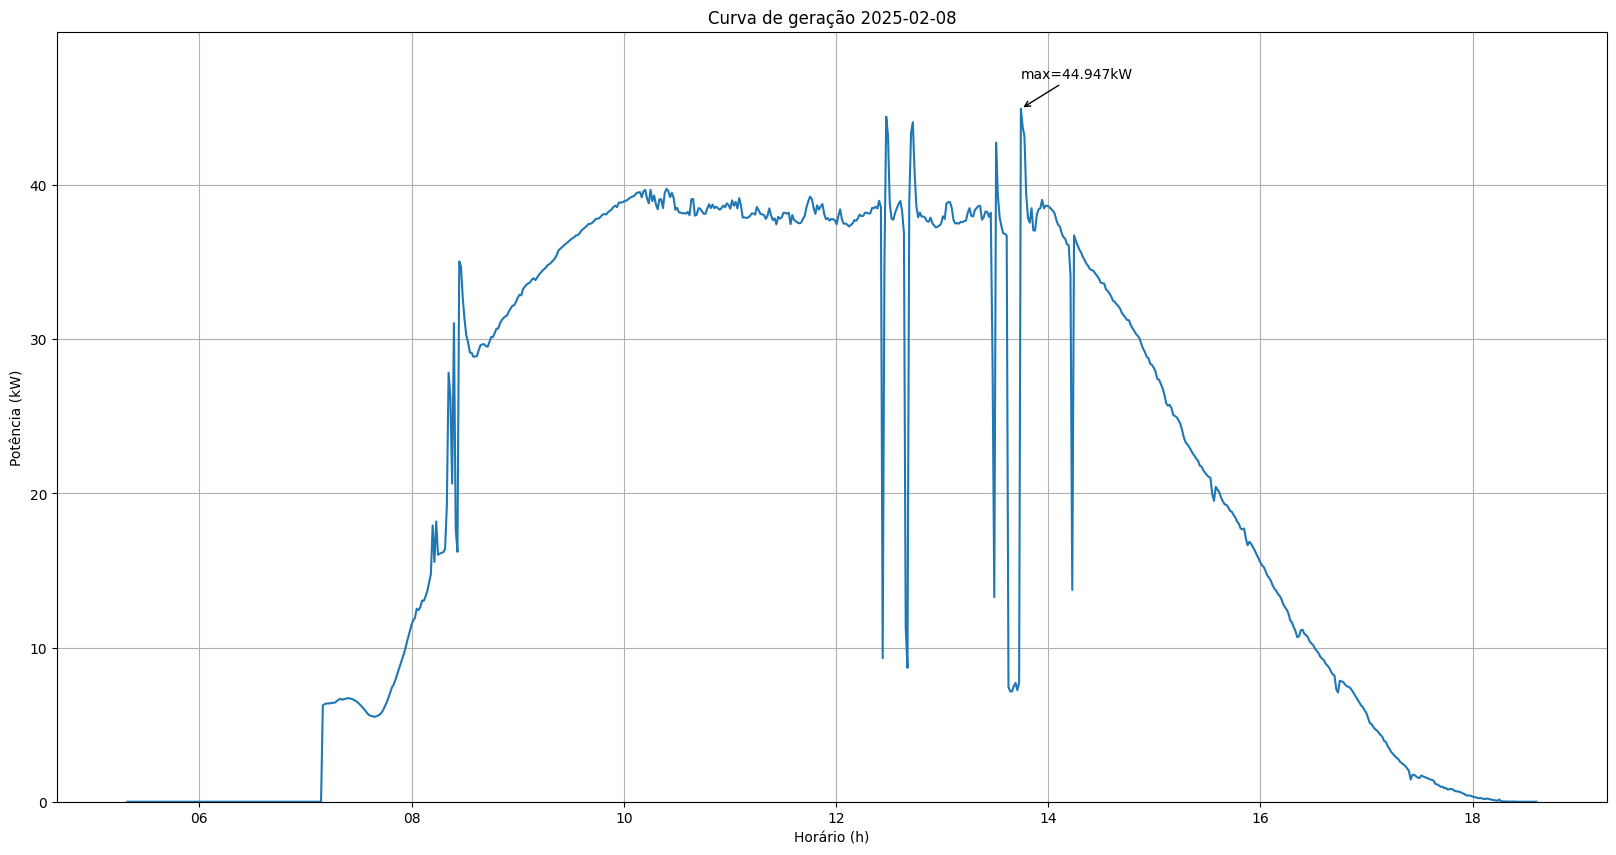 Curva de geração 2025-02-08
max=44.947kW
Potência (kW)
40
30
20
10
0
06 08 10 12 14 16 18
Horário (h)